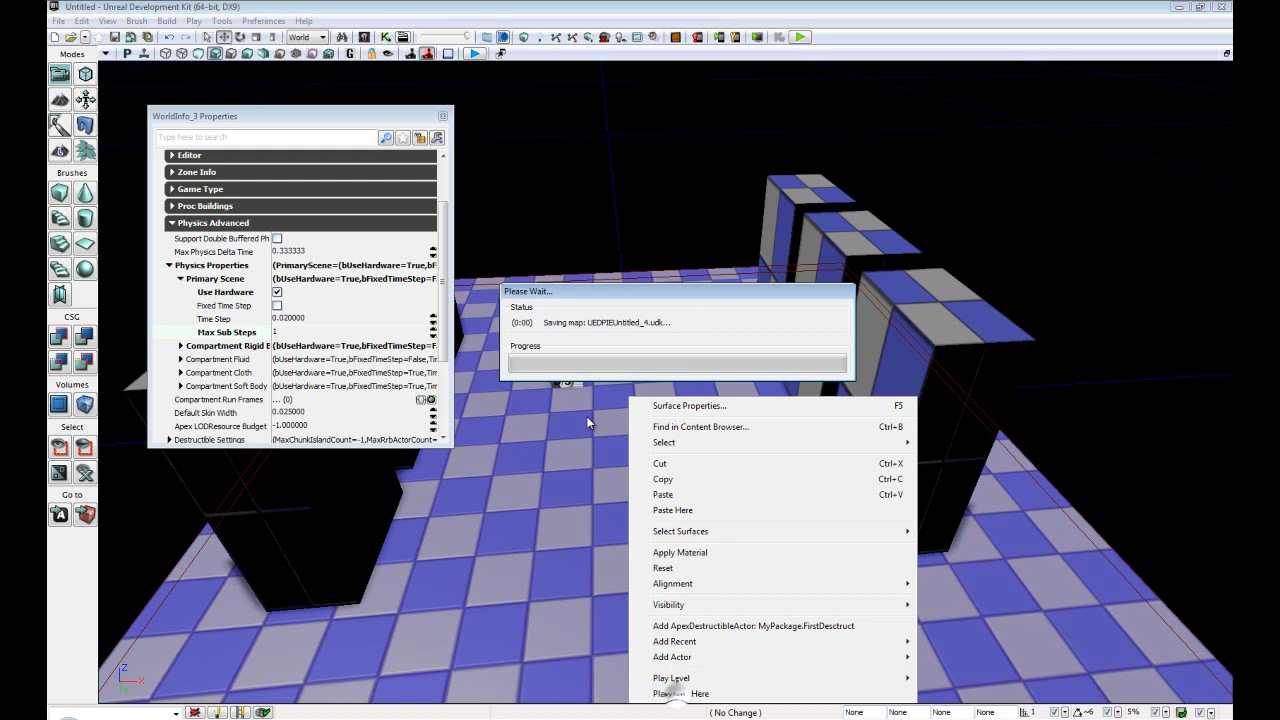 Untitled - Unreal Development Kit (64-bit, DX9)
File Edit View Brush Build Play Tools Preferences Help
World
P G
Modes
Brushes
CSG
Volumes
Select
Go to
WorldInfo_3 Properties
Type here to search
Editor
Zone Info
Game Type
Proc Buildings
Physics Advanced
Support Double Buffered Ph
Max Physics Delta Time 0.333333
Physics Properties (PrimaryScene=(bUseHardware=True,bF
Primary Scene (bUseHardware=True,bFixedTimeStep=F
Use Hardware
Fixed Time Step
Time Step 0.020000
Max Sub Steps 1
Compartment Rigid B (bUseHardware=True,bFixedTimeStep=F
Compartment Fluid (bUseHardware=True,bFixedTimeStep=False,Tim
Compartment Cloth (bUseHardware=True,bFixedTimeStep=False,Tim
Compartment Soft Body (bUseHardware=True,bFixedTimeStep=False,Tim
Compartment Run Frames ... (0)
Default Skin Width 0.025000
Apex LODResource Budget -1.000000
Destructible Settings (MaxChunkIslandCount=-1,MaxRrbActorCount=
Please Wait...
Status
(0:00) Saving map: UEDPIEUntitled_4.udk...
Progress
Surface Properties... F5
Find in Content Browser... Ctrl+B
Select
Cut Ctrl+X
Copy Ctrl+C
Paste Ctrl+V
Paste Here
Select Surfaces
Apply Material
Reset
Alignment
Visibility
Add ApexDestructibleActor: MyPackage.FirstDesctruct
Add Recent
Add Actor
Play Level
Here
Z
X
( No Change ) None None None None 1 ~6 5%